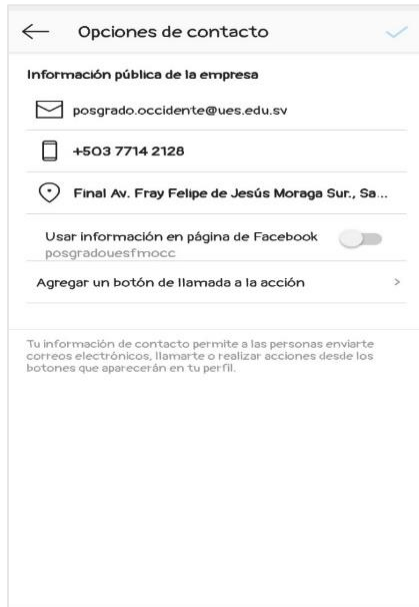 Opciones de contacto
Información pública de la empresa
posgrado.occidente@ues.edu.sv
+503 7714 2128
Final Av. Fray Felipe de Jesús Moraga Sur., Sa...
Usar información en página de Facebook
posgradouesfmocc
Agregar un botón de llamada a la acción
Tu información de contacto permite a las personas enviarte
correos electrónicos, llamarte o realizar acciones desde los
botones que aparecerán en tu perfil.